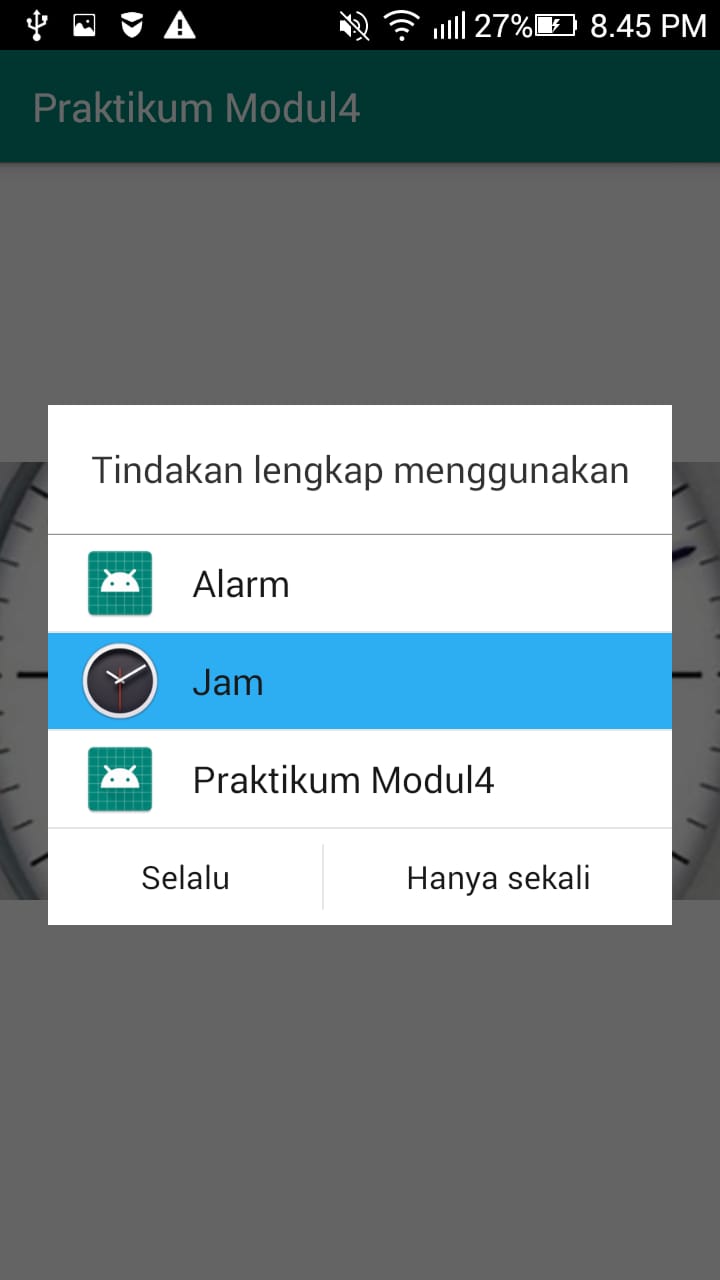 27% 8.45 PM
Praktikum Modul4
Tindakan lengkap menggunakan
Alarm
Jam
Praktikum Modul4
Selalu
Hanya sekali